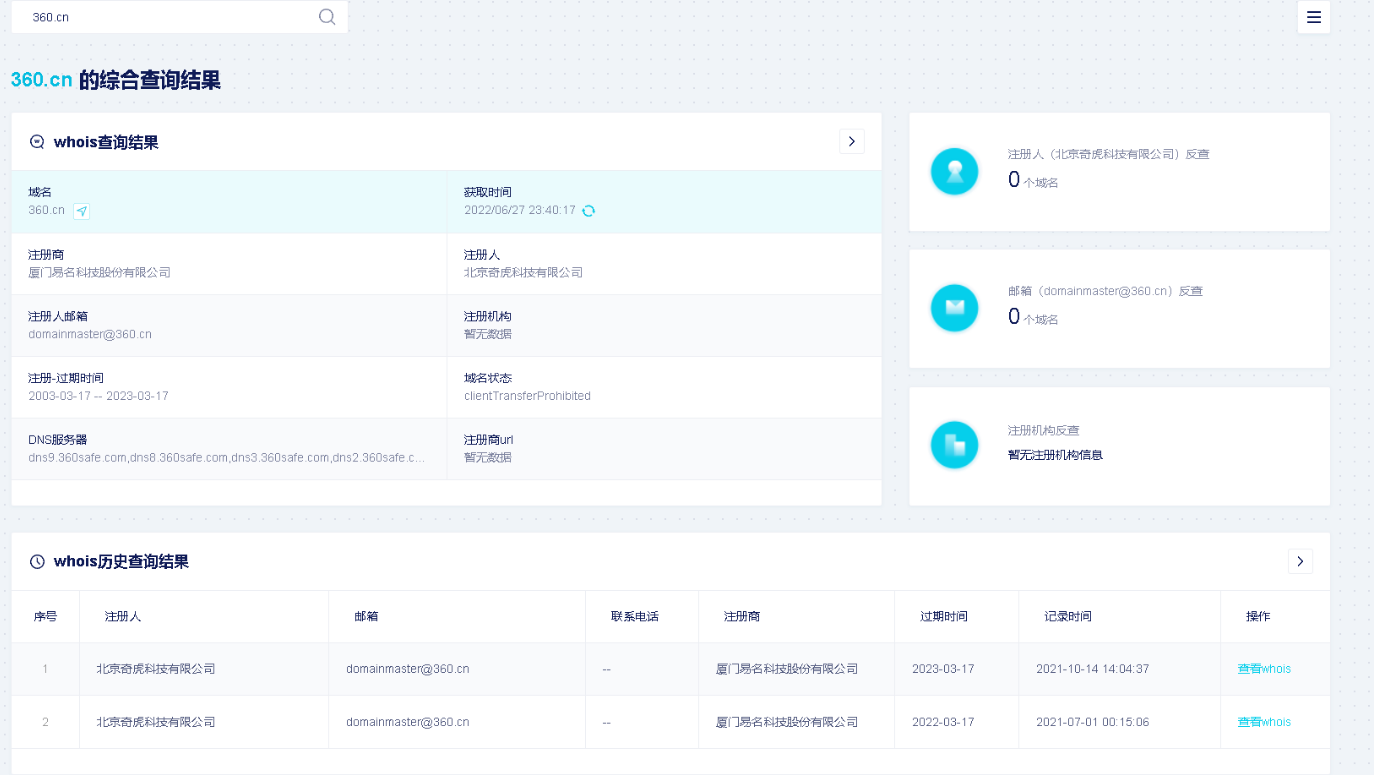 360.cn
360.cn 的综合查询结果
whois查询结果
域名
360.cn
获取时间
2022/06/27 23:40:17
注册商
厦门易名科技股份有限公司
注册人
北京奇虎科技有限公司
注册人邮箱
domainmaster@360.cn
注册机构
暂无数据
注册-过期时间
2003-03-17 -- 2023-03-17
域名状态
clientTransferProhibited
DNS服务器
dns9.360safe.com,dns8.360safe.com,dns3.360safe.com,dns2.360safe.c...
注册商url
暂无数据
注册人（北京奇虎科技有限公司）反查
0 个域名
邮箱（domainmaster@360.cn）反查
0 个域名
注册机构反查
暂无注册机构信息
whois历史查询结果
序号 注册人 邮箱 联系电话 注册商 过期时间 记录时间 操作
1 北京奇虎科技有限公司 domainmaster@360.cn -- 厦门易名科技股份有限公司 2023-03-17 2021-10-14 14:04:37 查看whois
2 北京奇虎科技有限公司 domainmaster@360.cn -- 厦门易名科技股份有限公司 2022-03-17 2021-07-01 00:15:06 查看whois